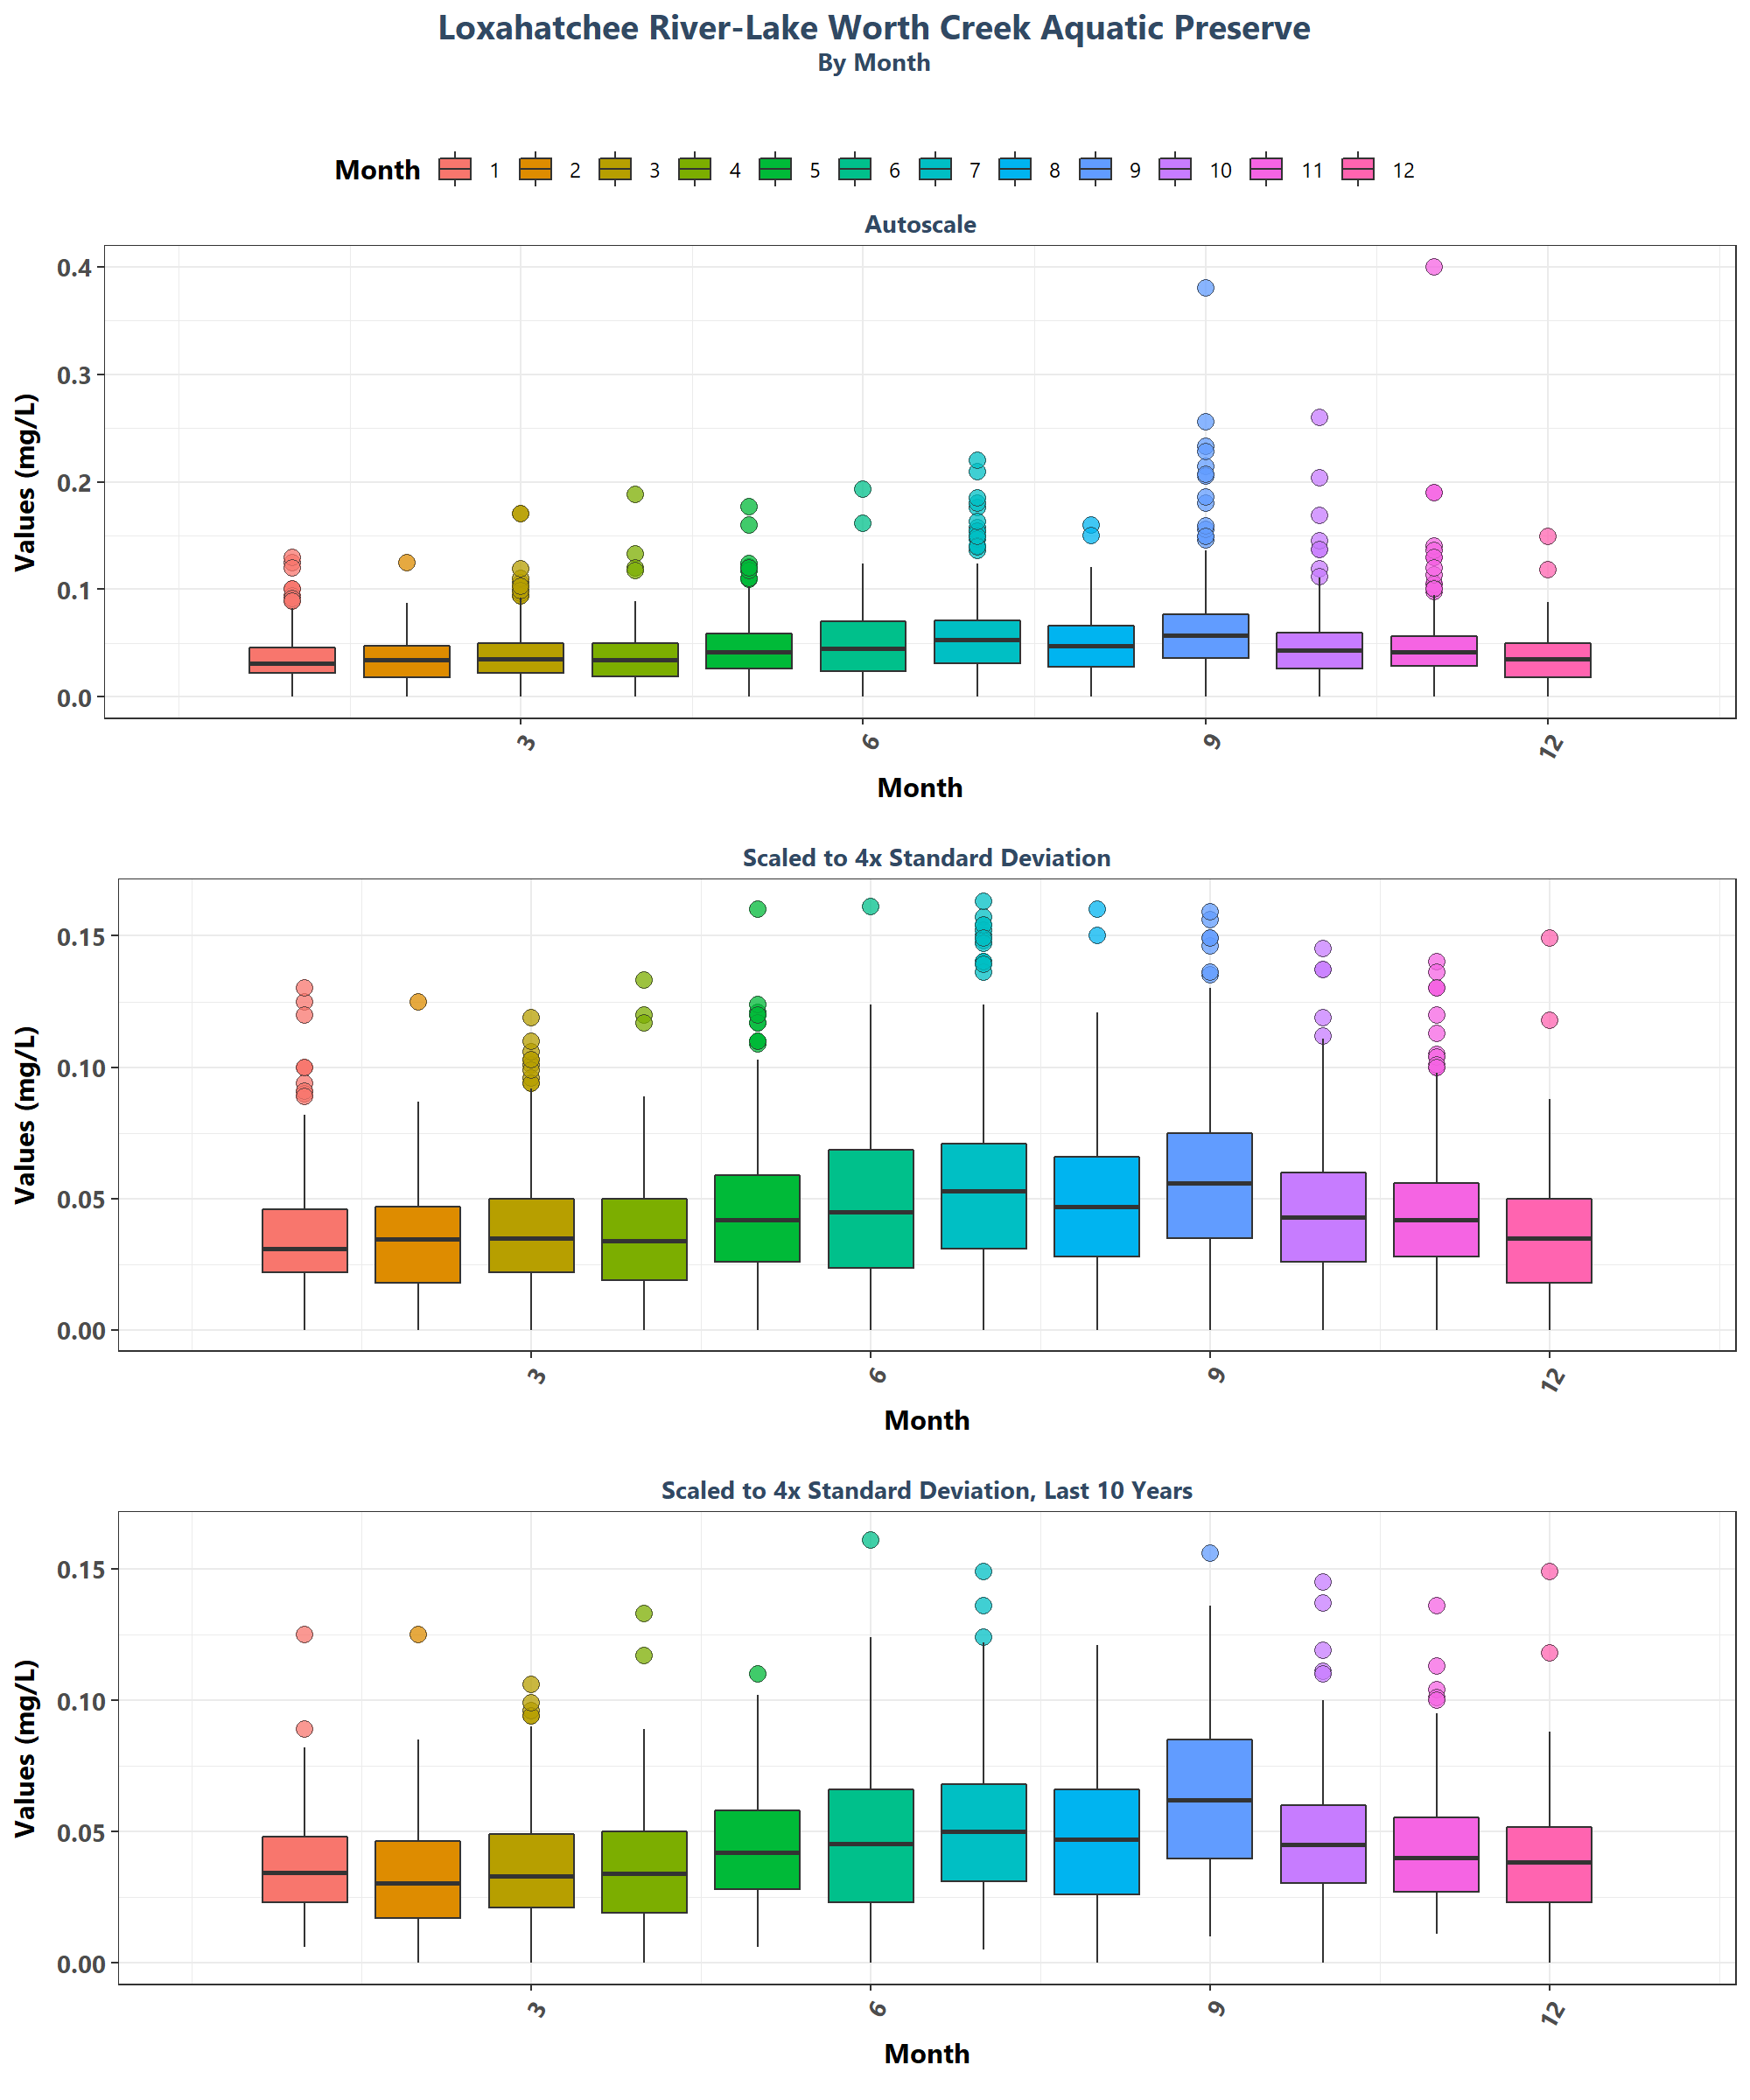 Loxahatchee River-Lake Worth Creek Aquatic Preserve
By Month
Month 1 2 3 4 5 6 7 8 9 10 11 12
Autoscale
0.4
0.3
0.2
0.1
0.0
Values (mg/L)
3 6 9 12
Month
Scaled to 4x Standard Deviation
0.15
0.10
0.05
0.00
Values (mg/L)
3 6 9 12
Month
Scaled to 4x Standard Deviation, Last 10 Years
0.15
0.10
0.05
0.00
Values (mg/L)
3 6 9 12
Month